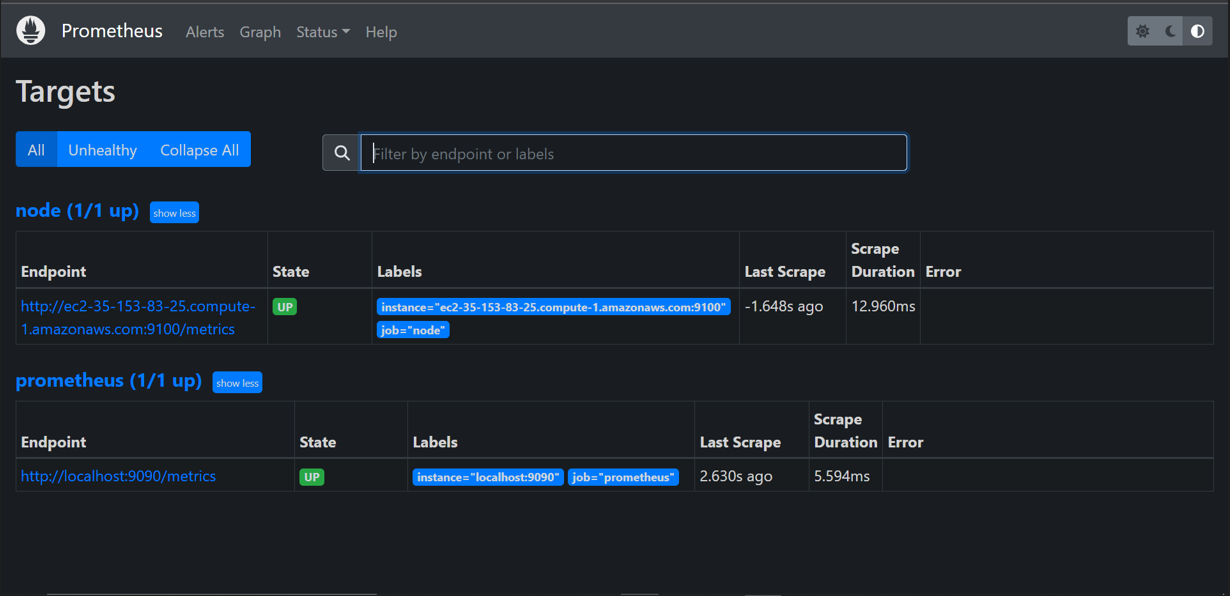 Prometheus Alerts Graph Status Help
Targets
All Unhealthy Collapse All
Filter by endpoint or labels
node (1/1 up) show less
Endpoint State Labels Last Scrape Scrape Duration Error
http://ec2-35-153-83-25.compute-
1.amazonaws.com:9100/metrics
UP
instance="ec2-35-153-83-25.compute-1.amazonaws.com:9100"
job="node"
-1.648s ago
12.960ms
prometheus (1/1 up) show less
Endpoint State Labels Last Scrape Scrape Duration Error
http://localhost:9090/metrics UP instance="localhost:9090" job="prometheus" 2.630s ago 5.594ms